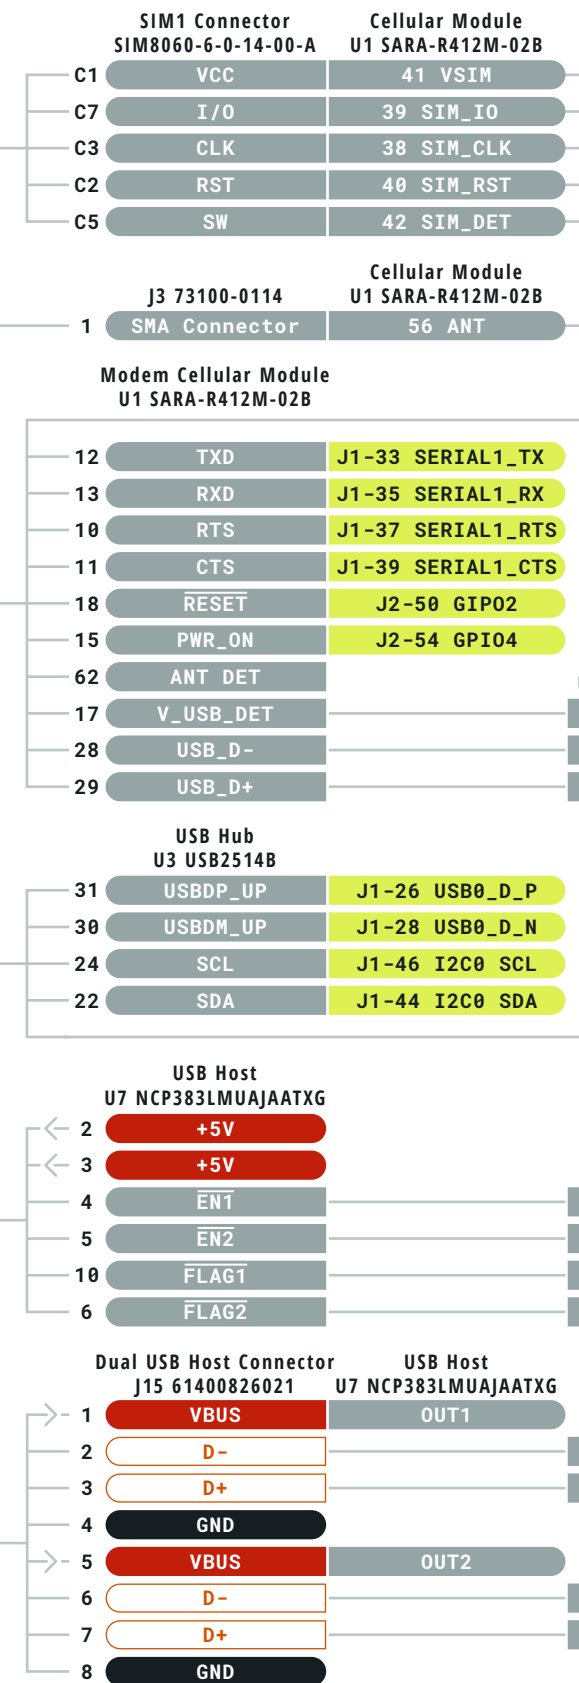 SIM1 Connector
SIM8060-6-0-14-00-A
Cellular Module
U1 SARA-R412M-02B
C1 VCC 41 VSIM
C7 I/O 39 SIM_IO
C3 CLK 38 SIM_CLK
C2 RST 40 SIM_RST
C5 SW 42 SIM_DET
J3 73100-0114
Cellular Module
U1 SARA-R412M-02B
1 SMA Connector 56 ANT
Modem Cellular Module
U1 SARA-R412M-02B
12 TXD J1-33 SERIAL1_TX
13 RXD J1-35 SERIAL1_RX
10 RTS J1-37 SERIAL1_RTS
11 CTS J1-39 SERIAL1_CTS
18 RESET J2-50 GIPO2
15 PWR_ON J2-54 GPIO4
62 ANT DET
17 V_USB_DET
28 USB_D-
29 USB_D+
USB Hub
U3 USB2514B
31 USBDP_UP J1-26 USB0_D_P
30 USBDM_UP J1-28 USB0_D_N
24 SCL J1-46 I2C0 SCL
22 SDA J1-44 I2C0 SDA
USB Host
U7 NCP383LMUAJAATXG
2 +5V
3 +5V
4 EN1
5 EN2
10 FLAG1
6 FLAG2
Dual USB Host Connector
J15 61400826021
USB Host
U7 NCP383LMUAJAATXG
1 VBUS OUT1
2 D-
3 D+
4 GND
5 VBUS OUT2
6 D-
7 D+
8 GND